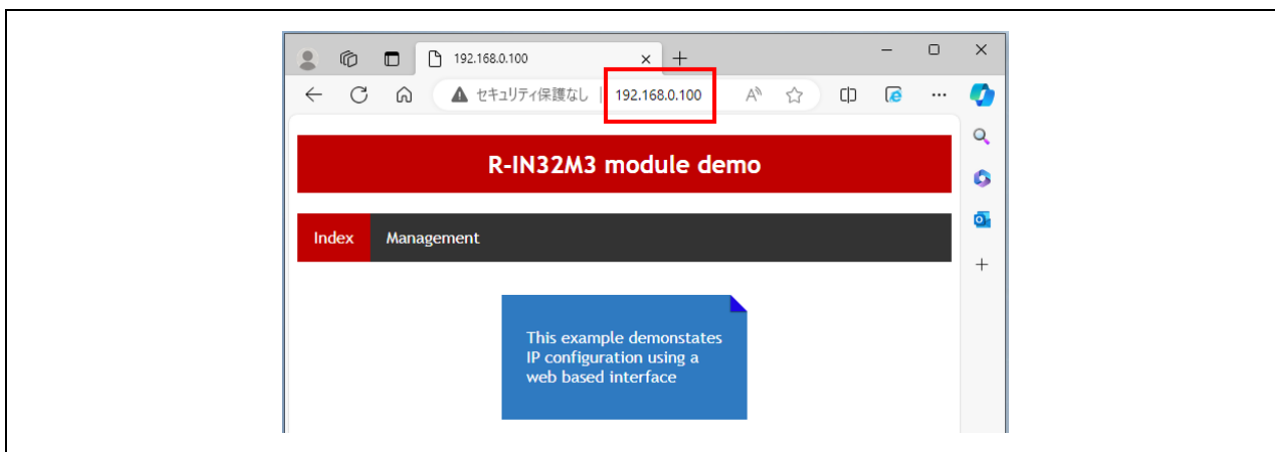 192.168.0.100
セキュリティ保護なし | 192.168.0.100
R-IN32M3 module demo
Index Management
This example demonstates
IP configuration using a
web based interface